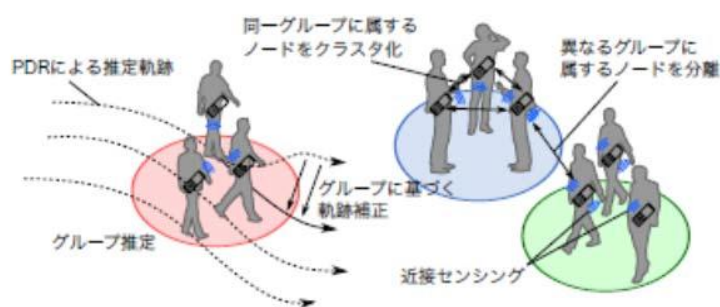 同一グループに属する
ノードをクラスタ化
異なるグループに
属するノードを分離
PDRによる推定軌跡
グループに基づく
軌跡補正
グループ推定
近接センシング